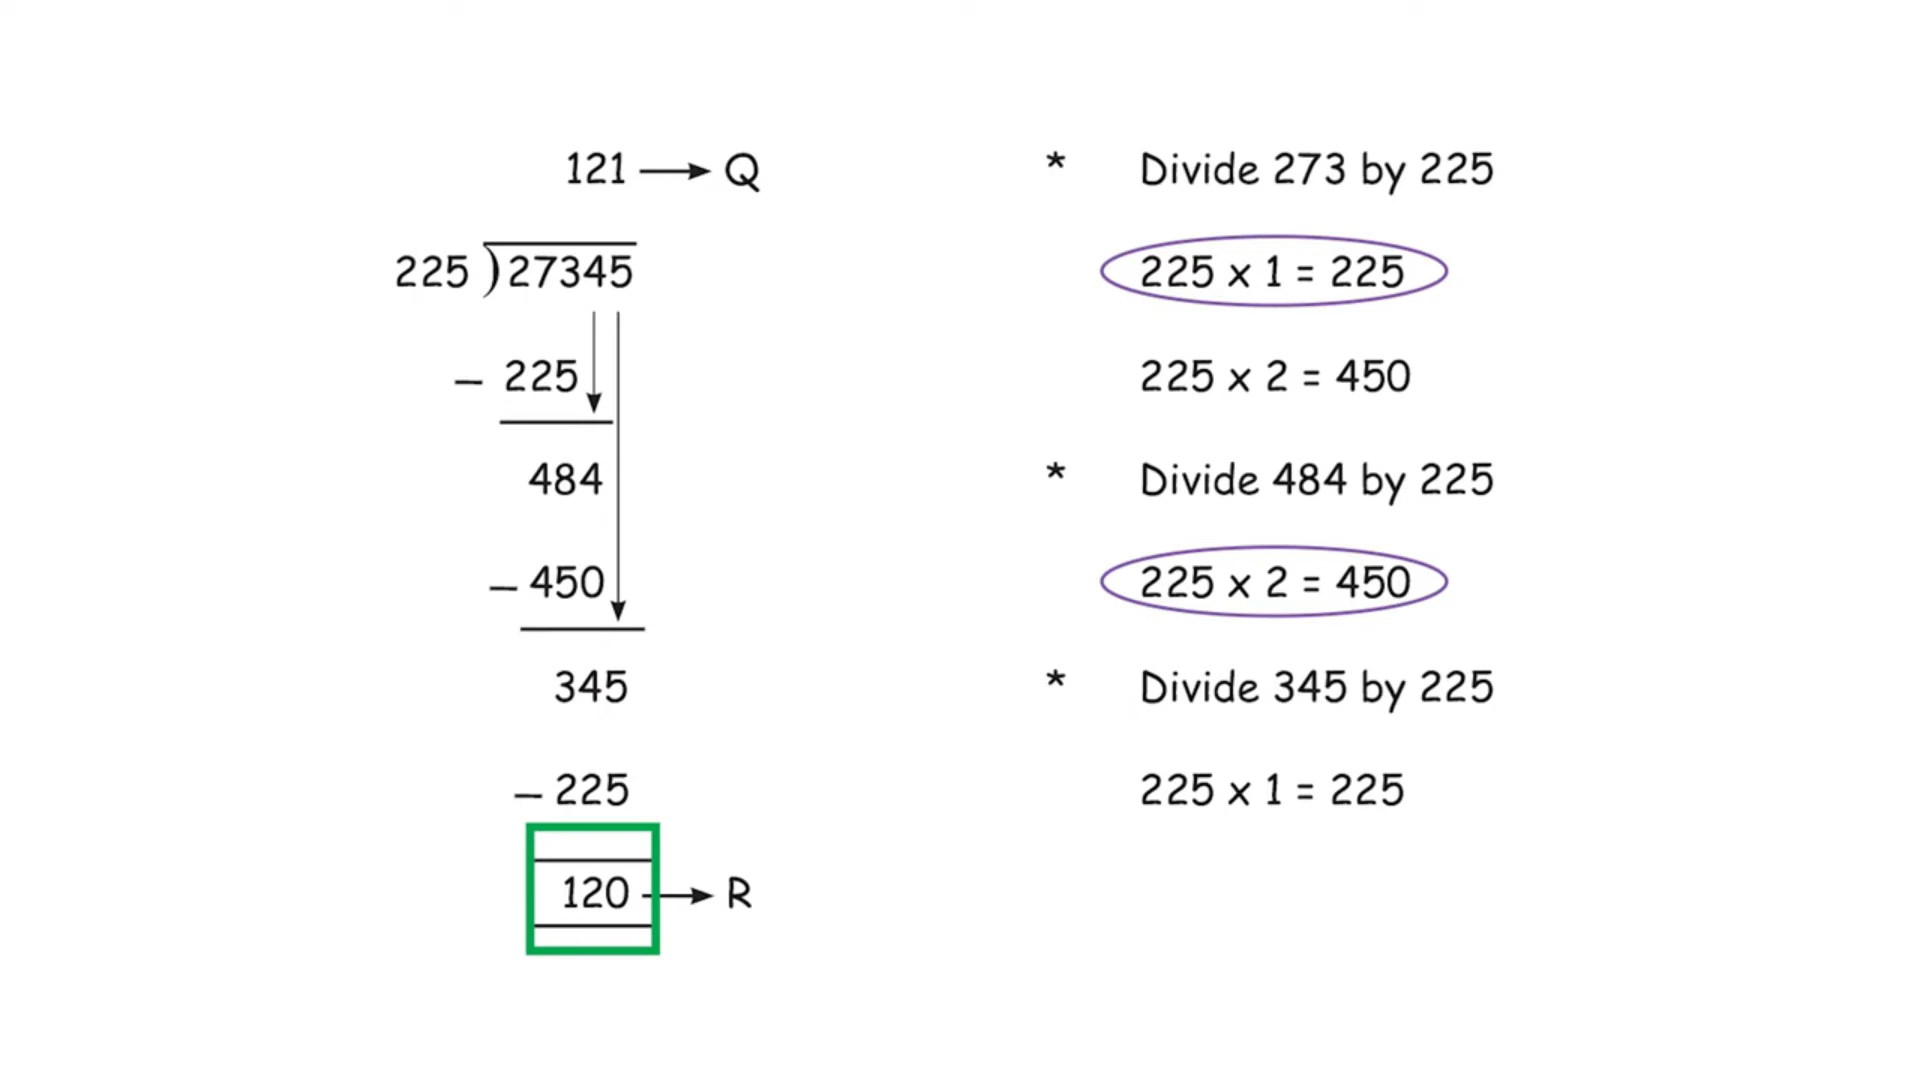 121 → Q
225 ) 27345
– 225
484
– 450
345
– 225
120 → R
* Divide 273 by 225
225 x 1 = 225
225 x 2 = 450
* Divide 484 by 225
225 x 2 = 450
* Divide 345 by 225
225 x 1 = 225